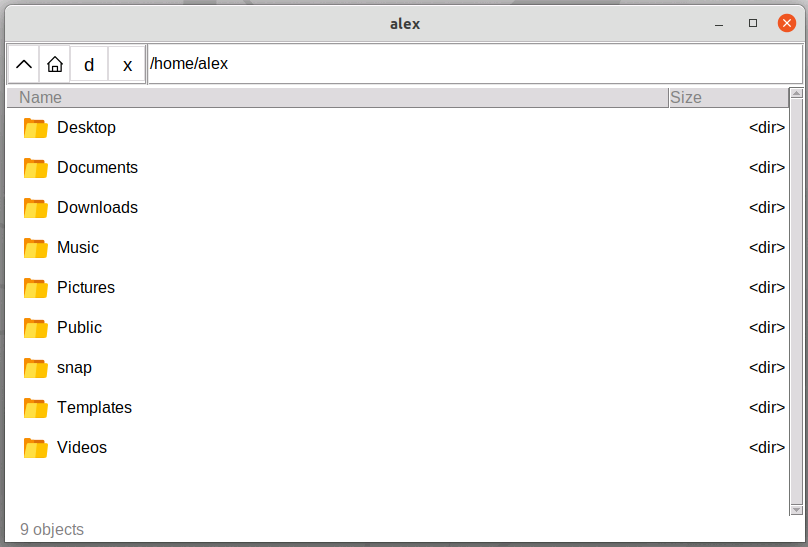 alex
d x /home/alex
Name Size
Desktop <dir>
Documents <dir>
Downloads <dir>
Music <dir>
Pictures <dir>
Public <dir>
snap <dir>
Templates <dir>
Videos <dir>
9 objects